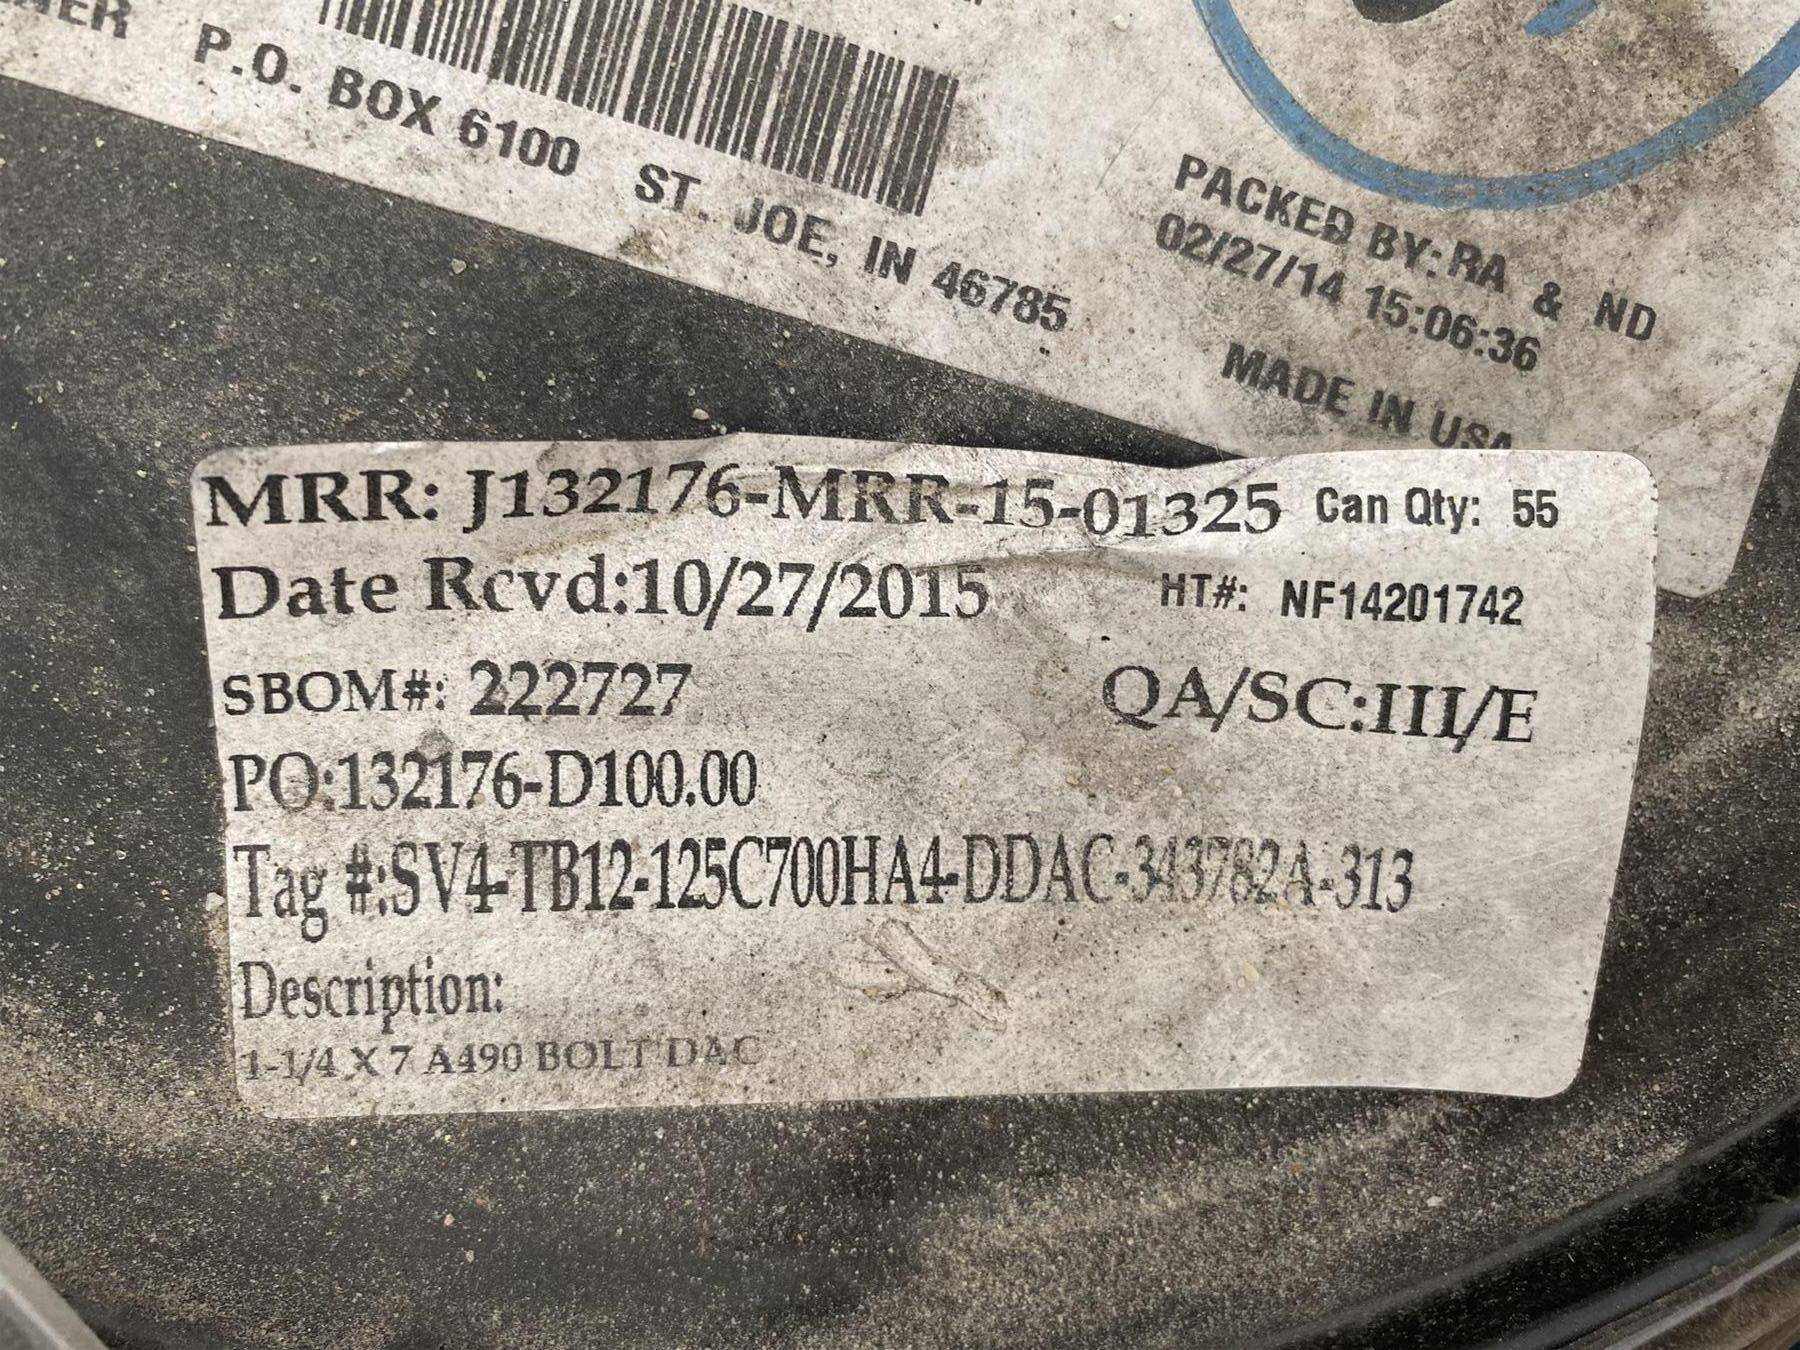 P.O. BOX 6100 ST. JOE, IN 46785
PACKED BY: RA & ND
02/27/14 15:06:36
MADE IN USA
MRR: J132176-MRR-15-01325 Can Qty: 55
Date Rcvd:10/27/2015 HT#: NF14201742
SBOM#: 222727 QA/SC:III/E
PO:132176-D100.00
Tag #:SV4-TB12-125C700HA4-DDAC-343782A-313
Description:
1-1/4 X 7 A490 BOLT DAC